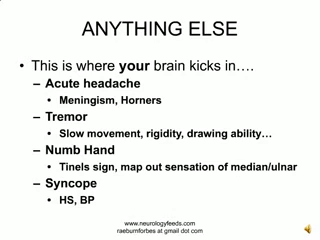 ANYTHING ELSE
• This is where your brain kicks in….
– Acute headache
• Meningism, Horners
– Tremor
• Slow movement, rigidity, drawing ability…
– Numb Hand
• Tinels sign, map out sensation of median/ulnar
– Syncope
• HS, BP
www.neurologyfeeds.com
raeburnforbes at gmail dot com